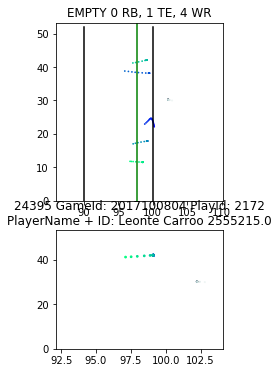 EMPTY 0 RB, 1 TE, 4 WR
50
40
30
20
10
0
90 95 100 105 110
24395 GameId: 2017100804 PlayId: 2172
PlayerName + ID: Leonte Carroo 2555215.0
40
20
0
92.5 95.0 97.5 100.0 102.5